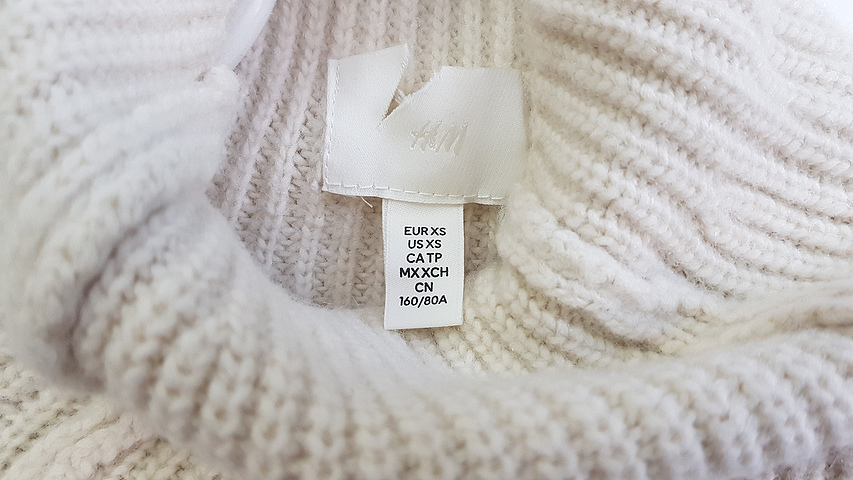 H&M
EUR XS
US XS
CA TP
MX XCH
CN
160/80A